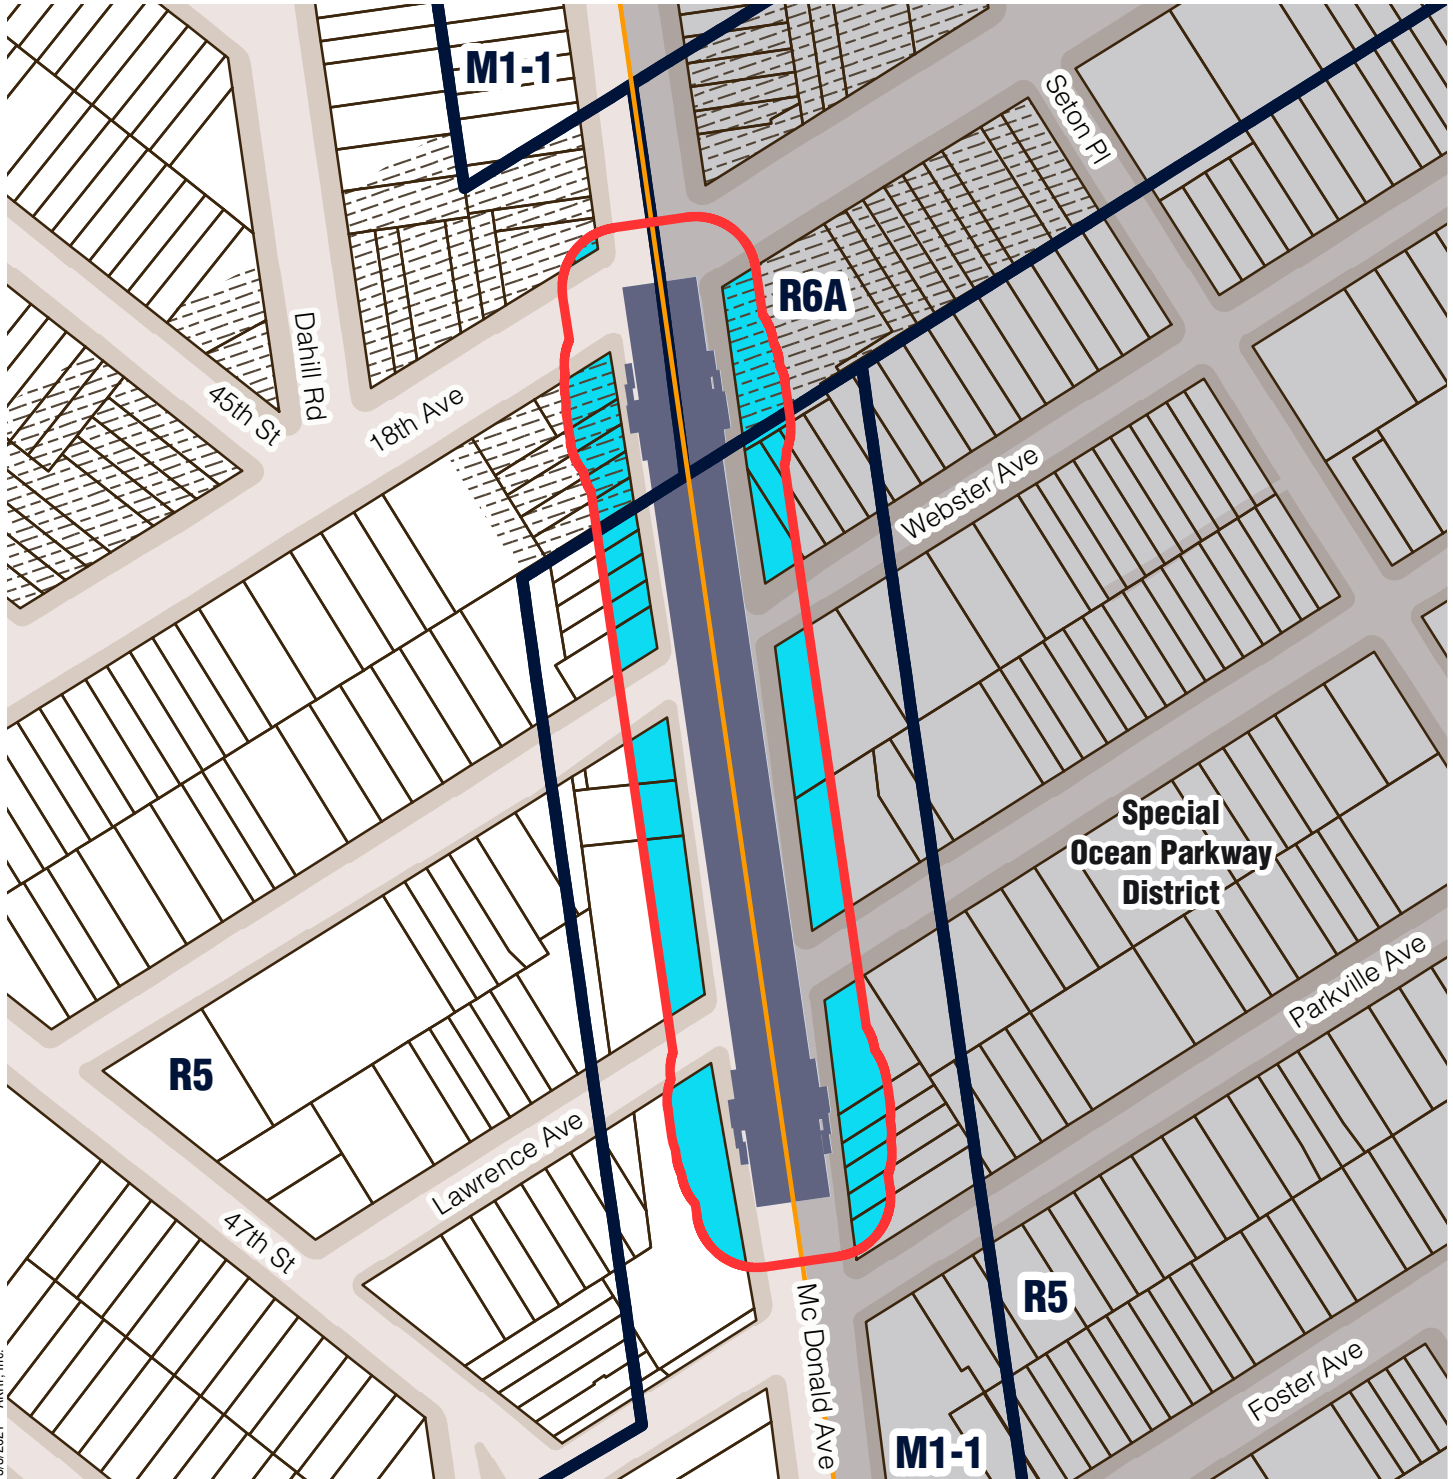 M1-1
Seton Pl
R6A
Dahill Rd
45th St
18th Ave
Webster Ave
Special
Ocean Parkway
District
Parkville Ave
R5
Lawrence Ave
47th St
R5
Mc Donald Ave
Foster Ave
M1-1